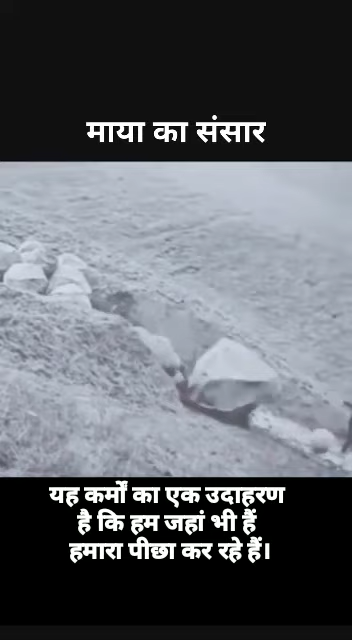 माया का संसार
यह कर्मों का एक उदाहरण
है कि हम जहां भी हैं
हमारा पीछा कर रहे हैं।